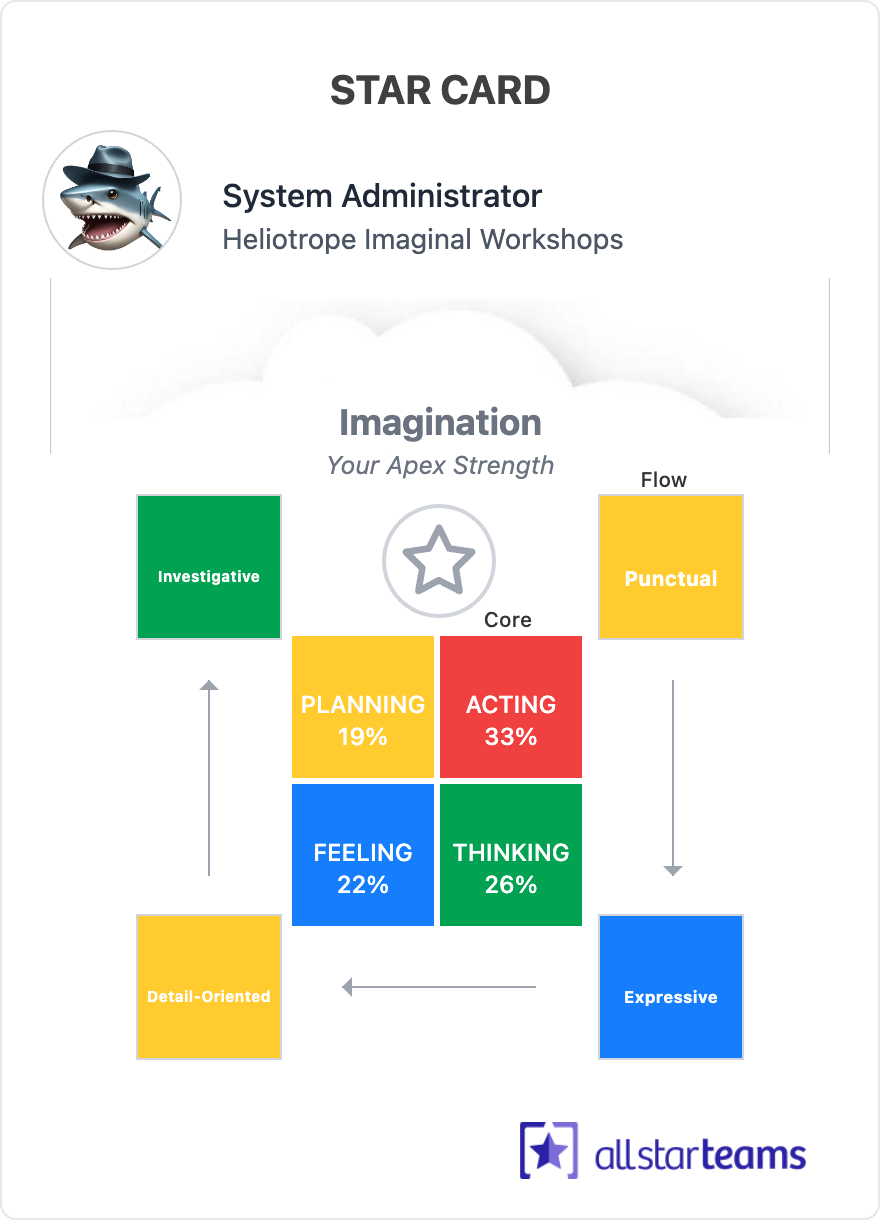 STAR CARD
System Administrator
Heliotrope Imaginal Workshops
Imagination
Your Apex Strength
Flow
Investigative
Punctual
Core
PLANNING
19%
ACTING
33%
FEELING
22%
THINKING
26%
Detail-Oriented
Expressive
allstarteams